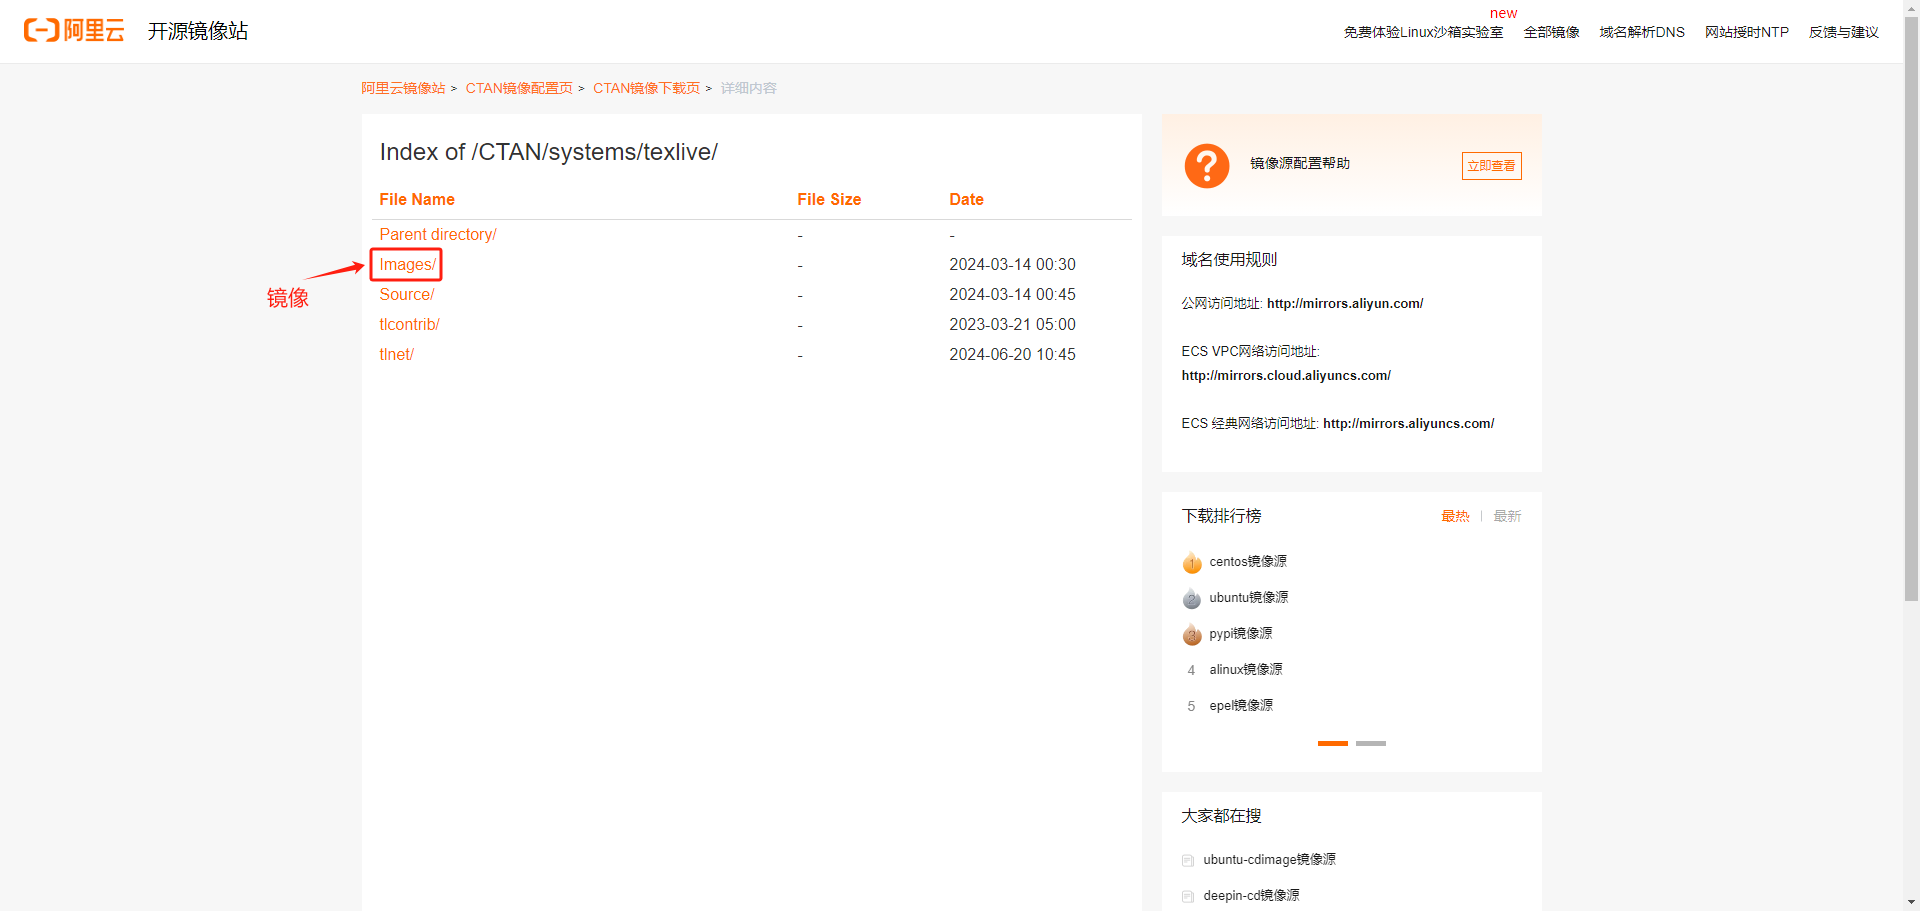 阿里云 开源镜像站
new
免费体验Linux沙箱实验室 全部镜像 域名解析DNS 网站授时NTP 反馈与建议
阿里云镜像站 > CTAN镜像配置页 > CTAN镜像下载页 > 详细内容
Index of /CTAN/systems/texlive/
File Name File Size Date
Parent directory/ - -
Images/ - 2024-03-14 00:30
Source/ - 2024-03-14 00:45
tlcontrib/ - 2023-03-21 05:00
tlnet/ - 2024-06-20 10:45
镜像
镜像源配置帮助 立即查看
域名使用规则
公网访问地址: http://mirrors.aliyun.com/
ECS VPC网络访问地址:
http://mirrors.cloud.aliyuncs.com/
ECS 经典网络访问地址: http://mirrors.aliyuncs.com/
下载排行榜 最热 | 最新
1 centos镜像源
2 ubuntu镜像源
3 pypi镜像源
4 alinux镜像源
5 epel镜像源
大家都在搜
ubuntu-cdimage镜像源
deepin-cd镜像源